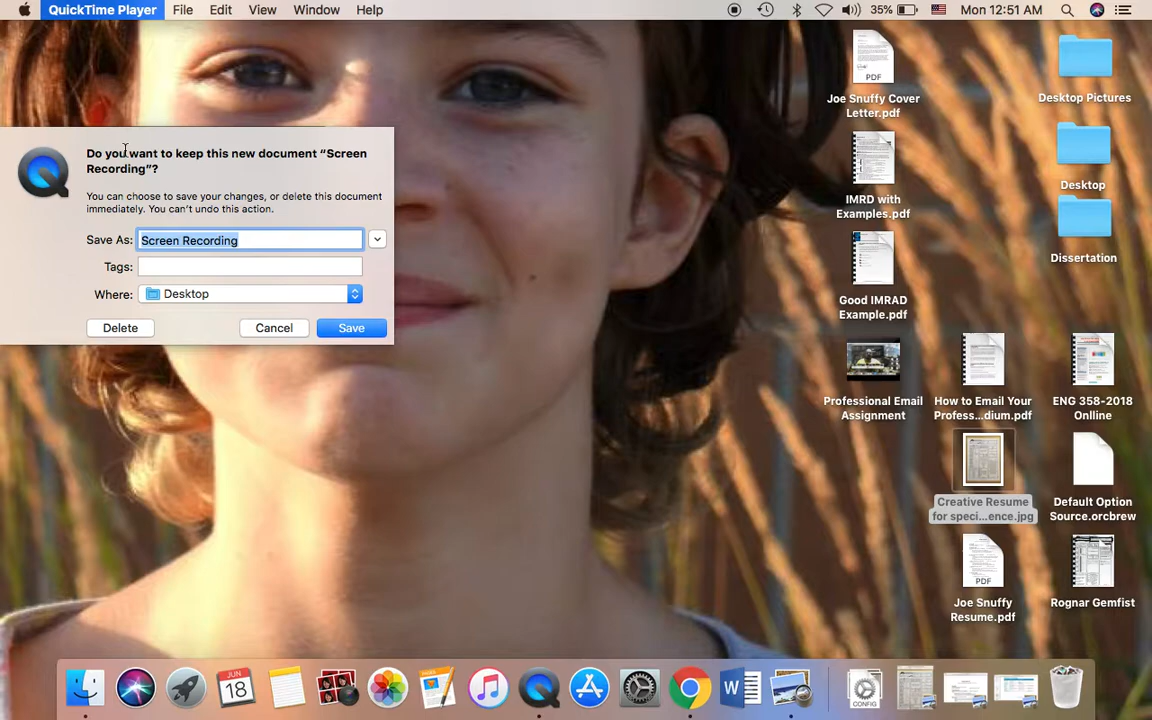 QuickTime Player File Edit View Window Help 35% Mon 12:51 AM
Do you want to keep this new document “Screen
Recording”?
You can choose to save your changes, or delete this document
immediately. You can’t undo this action.
Save As: Screen Recording
Tags:
Where: Desktop
Delete Cancel Save
PDF
Joe Snuffy Cover
Letter.pdf
Desktop Pictures
IMRD with
Examples.pdf
Desktop
Good IMRAD
Example.pdf
Dissertation
Professional Email
Assignment
How to Email Your
Profess...dium.pdf
ENG 358-2018
Onlline
Creative Resume
for speci...ence.jpg
Default Option
Source.orcbrew
PDF
Joe Snuffy
Resume.pdf
Rognar Gemfist
JUN
18
W
CONFIG